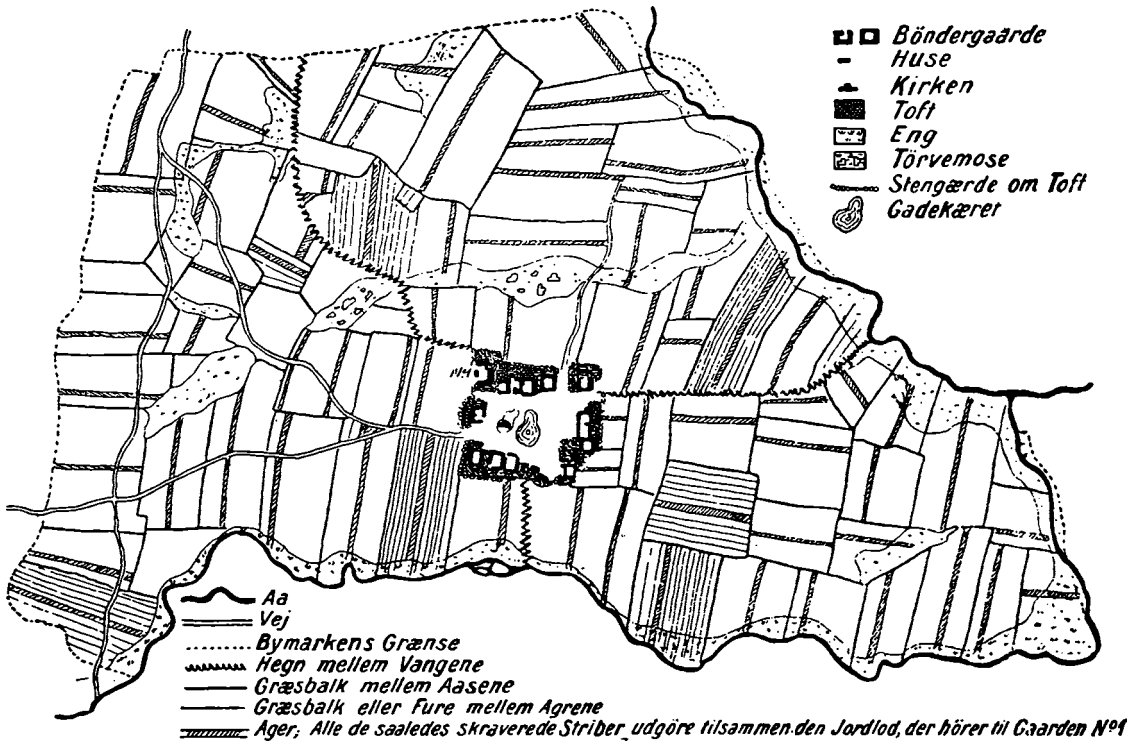 Böndergaarde
Huse
Kirken
Toft
Eng
Törvemose
Stengærde om Toft
Gadekæret
Nº1
Aa
Vej
Bymarkens Grænse
Hegn mellem Vangene
Græsbalk mellem Aasene
Græsbalk eller Fure mellem Agrene
Ager; Alle de saaledes skraverede Striber udgöre tilsammen den Jordlod, der hörer til Gaarden Nº1